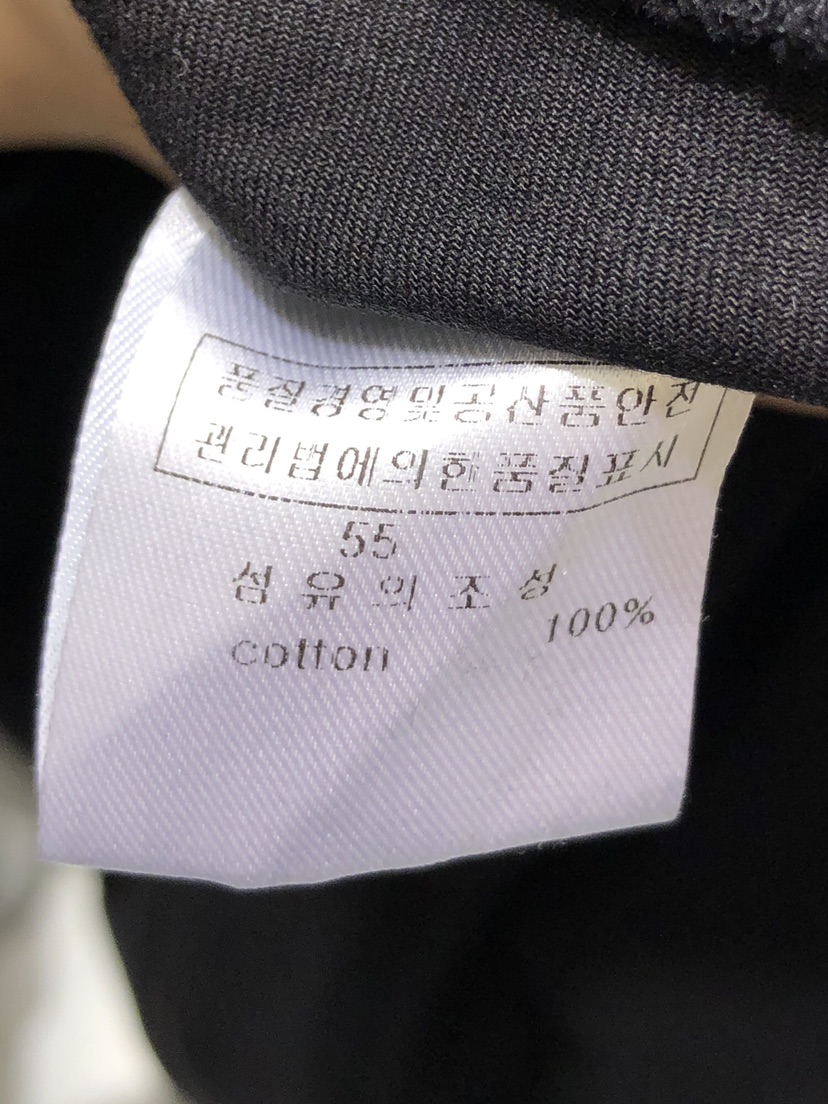 품질경영및공산품안전
관리법에의한품질표시
55
섬 유 의 조 성
cotton 100%